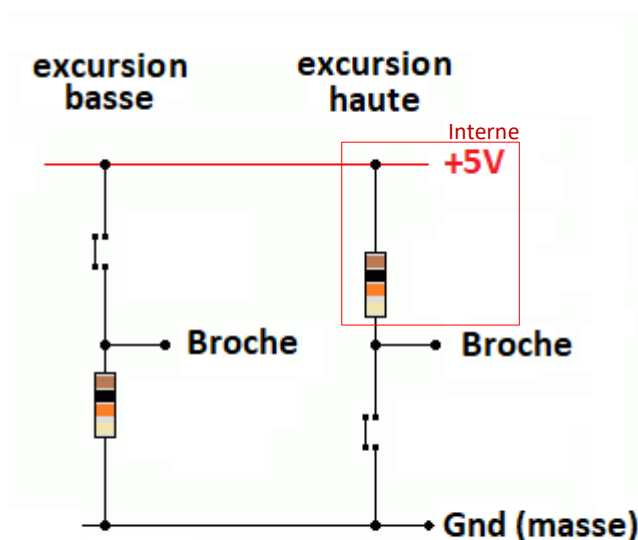 excursion
basse
excursion
haute
Interne
+5V
Broche
Broche
Gnd (masse)